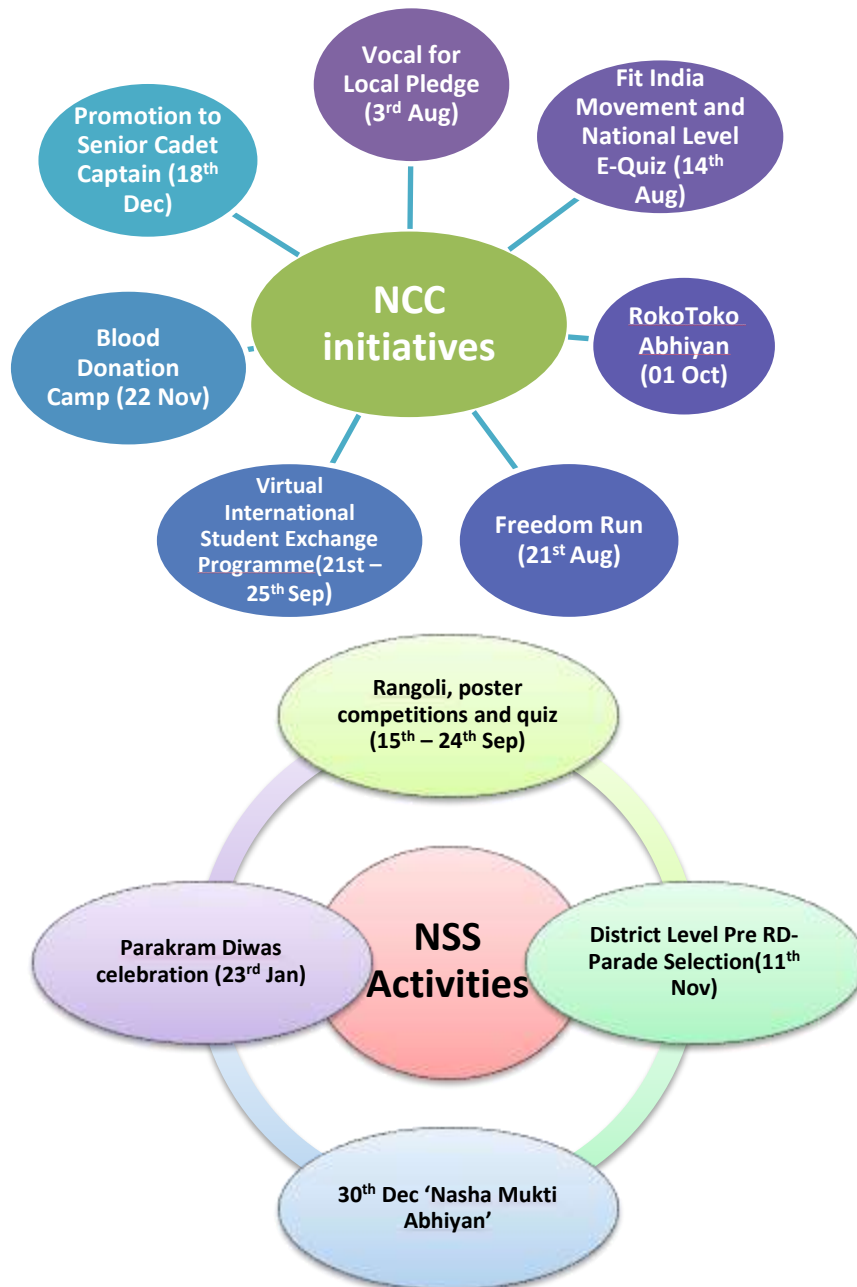 Vocal for
Local Pledge
(3rd Aug)
Fit India
Movement and
National Level
E-Quiz (14th
Aug)
Promotion to
Senior Cadet
Captain (18th
Dec)
NCC
initiatives
RokoToko
Abhiyan
(01 Oct)
Blood
Donation
Camp (22 Nov)
Virtual
International
Student Exchange
Programme(21st –
25th Sep)
Freedom Run
(21st Aug)
Rangoli, poster
competitions and quiz
(15th – 24th Sep)
Parakram Diwas
celebration (23rd Jan)
NSS
Activities
District Level Pre RD-
Parade Selection(11th
Nov)
30th Dec ‘Nasha Mukti
Abhiyan’